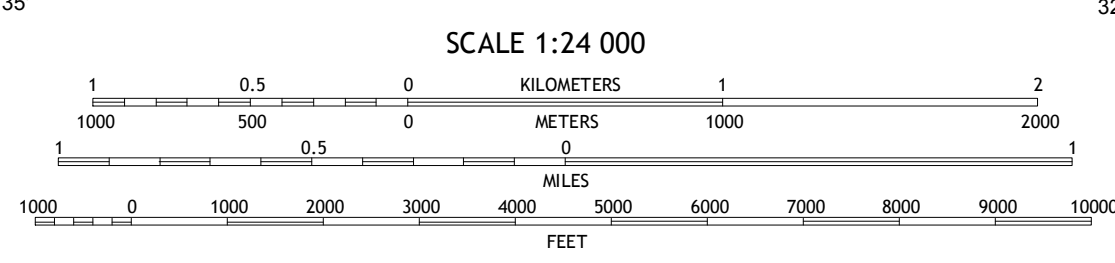 35 32
SCALE 1:24 000
1 0.5 0 KILOMETERS 1 2
1000 500 0 METERS 1000 2000
1 0.5 0 1
MILES
1000 0 1000 2000 3000 4000 5000 6000 7000 8000 9000 10000
FEET